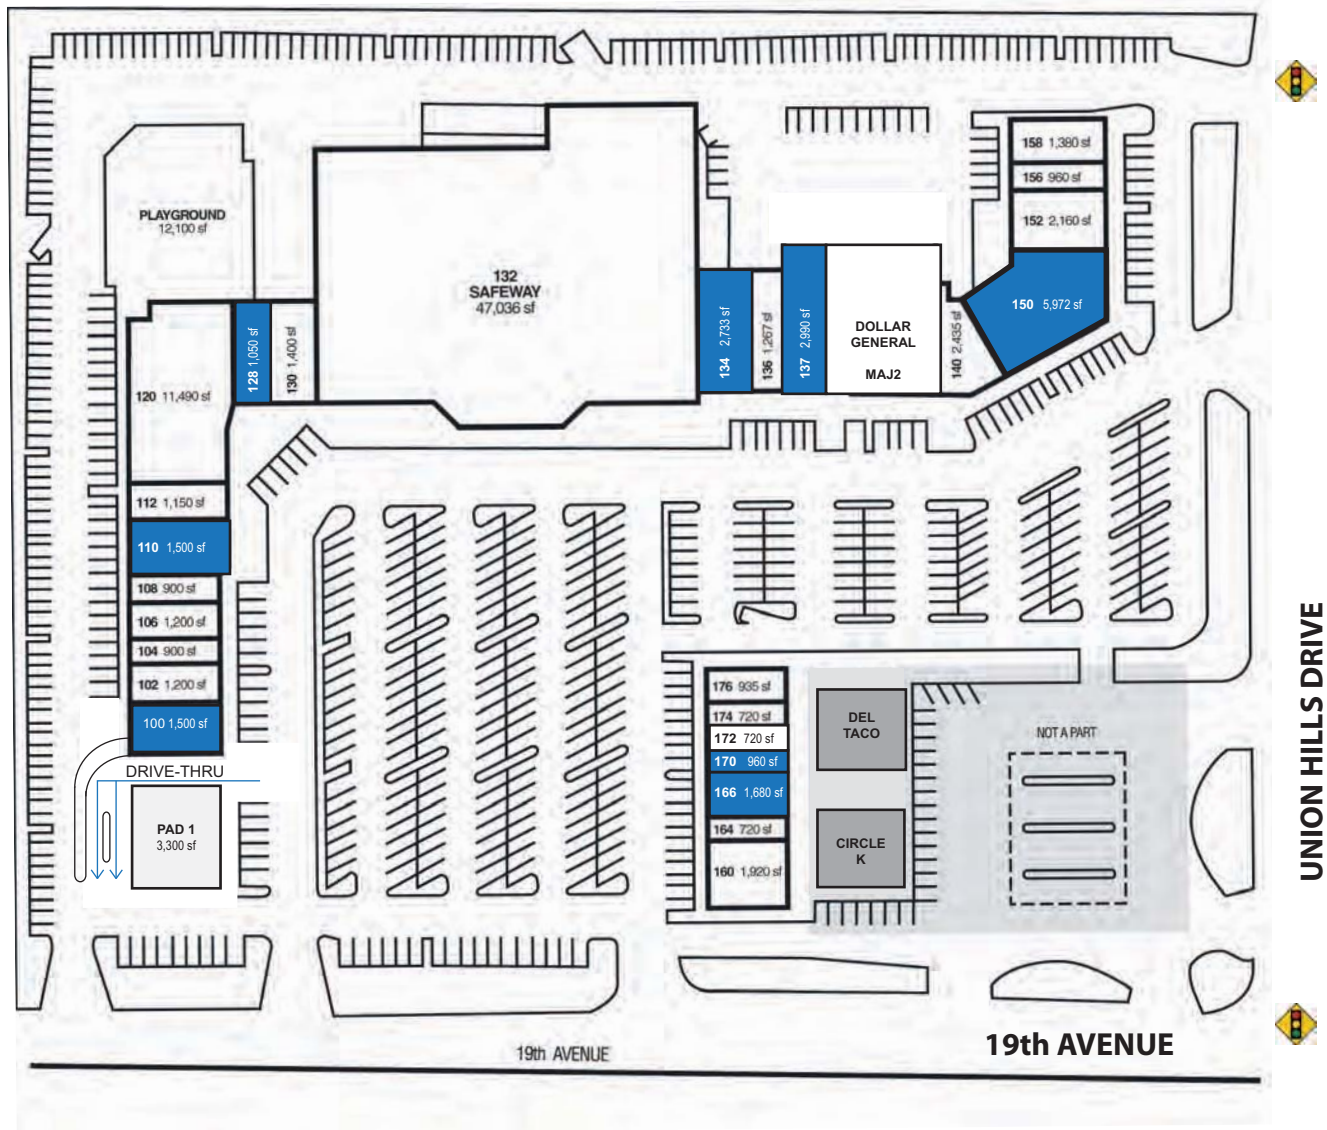 PLAYGROUND
12,100 sf
132
SAFEWAY
47,036 sf
158 1,380 sf
156 960 sf
152 2,160 sf
150 5,972 sf
128 1,050 sf
130 1,400 sf
134 2,733 sf
136 1,267 sf
137 2,990 sf
DOLLAR
GENERAL
MAJ2
140 2,435 sf
120 11,490 sf
112 1,150 sf
110 1,500 sf
108 900 sf
106 1,200 sf
104 900 sf
102 1,200 sf
100 1,500 sf
DRIVE-THRU
PAD 1
3,300 sf
176 935 sf
174 720 sf
172 720 sf
170 960 sf
166 1,680 sf
164 720 sf
160 1,920 sf
DEL
TACO
CIRCLE
K
NOT A PART
UNION HILLS DRIVE
19th AVENUE
19th AVENUE